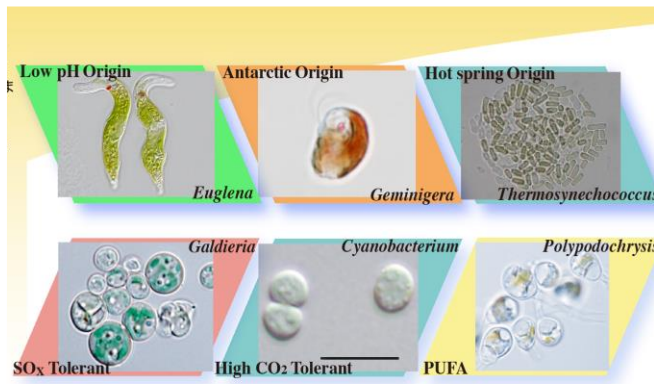 Low pH Origin
Antarctic Origin
Hot spring Origin
Euglena
Geminigera
Thermosynechococcus
Galdieria
Cyanobacterium
Polypodochrysis
SOx Tolerant
High CO2 Tolerant
PUFA